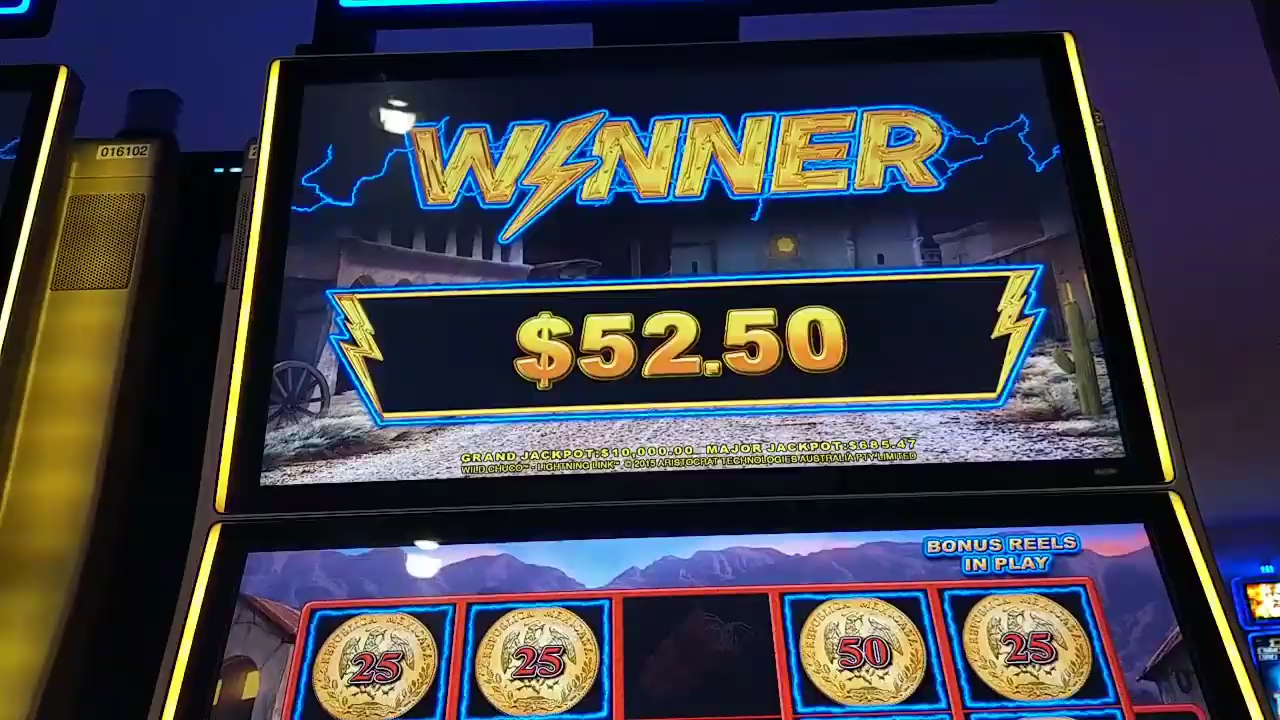 016102
WINNER
$52.50
GRAND JACKPOT:$10,000.00 MAJOR JACKPOT:$685.47
WILD CHUCO™ - LIGHTNING LINK™ © 2015 ARISTOCRAT TECHNOLOGIES AUSTRALIA PTY LIMITED
BONUS REELS
IN PLAY
25 25 50 25